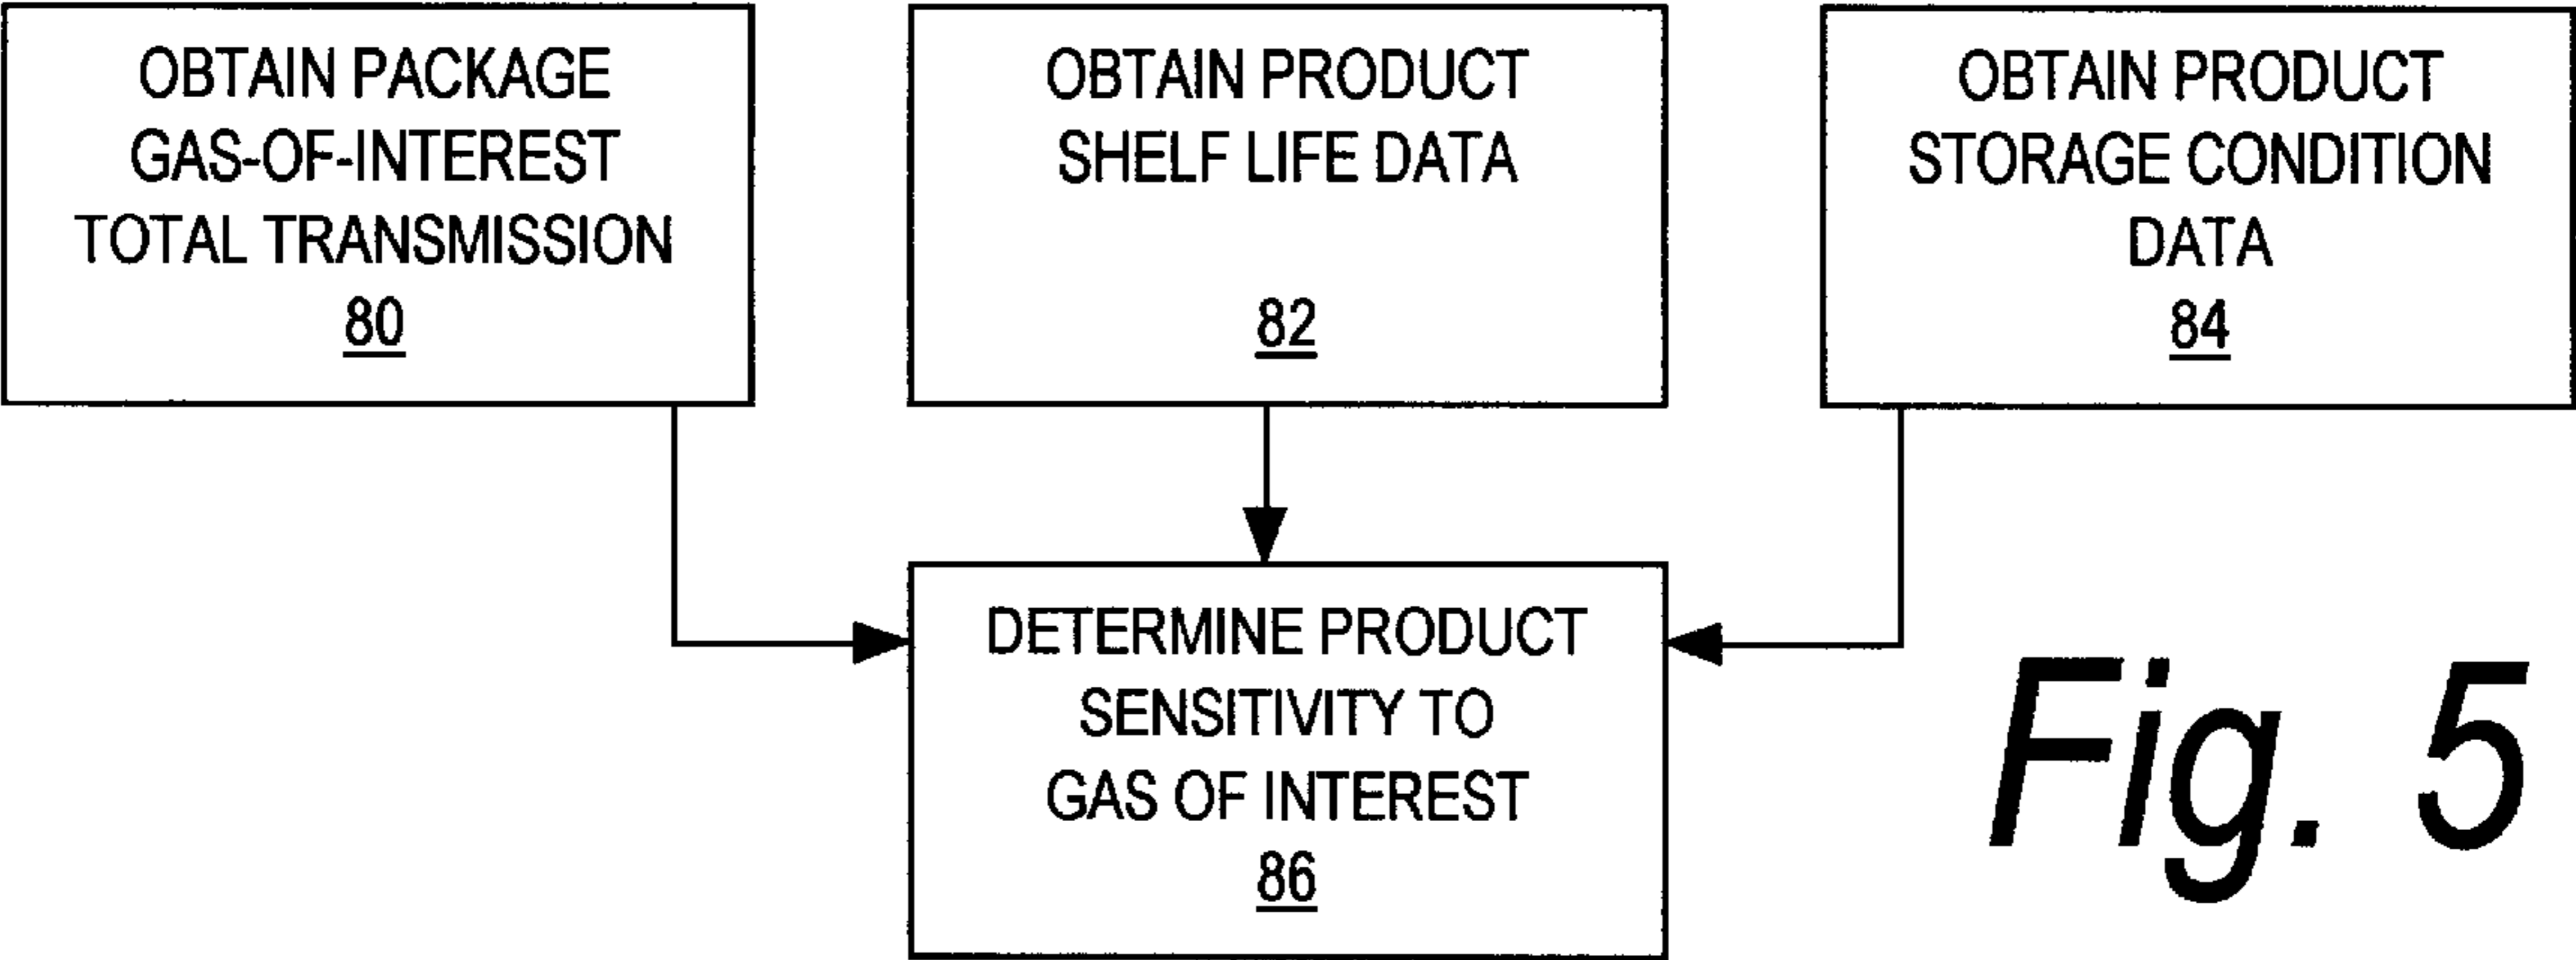 OBTAIN PACKAGE
GAS-OF-INTEREST
TOTAL TRANSMISSION
80
OBTAIN PRODUCT
SHELF LIFE DATA
82
OBTAIN PRODUCT
STORAGE CONDITION
DATA
84
DETERMINE PRODUCT
SENSITIVITY TO
GAS OF INTEREST
86
Fig. 5